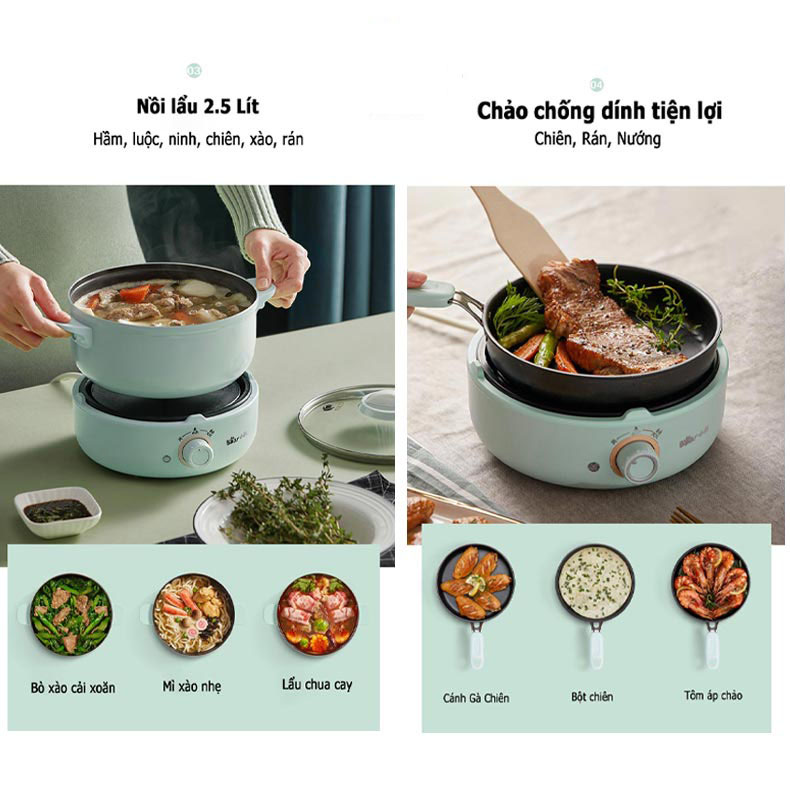 03
Nồi lẩu 2.5 Lít
Hầm, luộc, ninh, chiên, xào, rán
Bear
Bò xào cải xoăn
Mì xào nhẹ
Lẩu chua cay
04
Chảo chống dính tiện lợi
Chiên, Rán, Nướng
Bear
Cánh Gà Chiên
Bột chiên
Tôm áp chảo